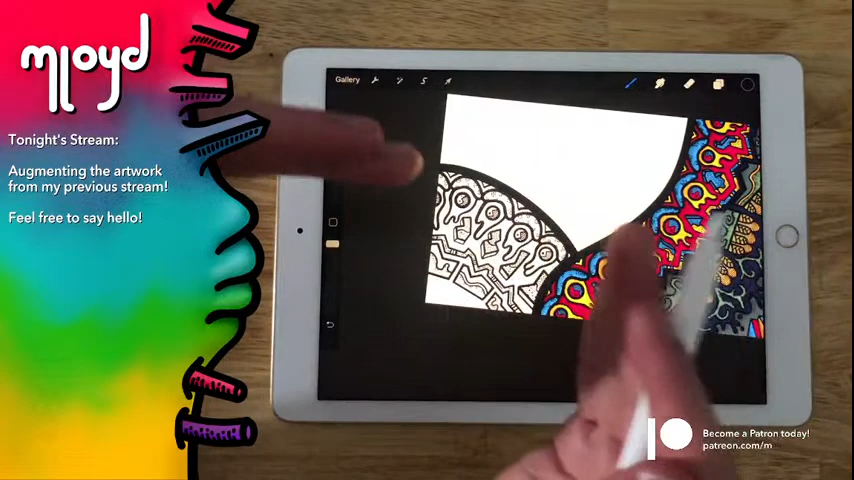 mloyd
Tonight's Stream:
Augmenting the artwork
from my previous stream!
Feel free to say hello!
Gallery
Become a Patron today!
patreon.com/m